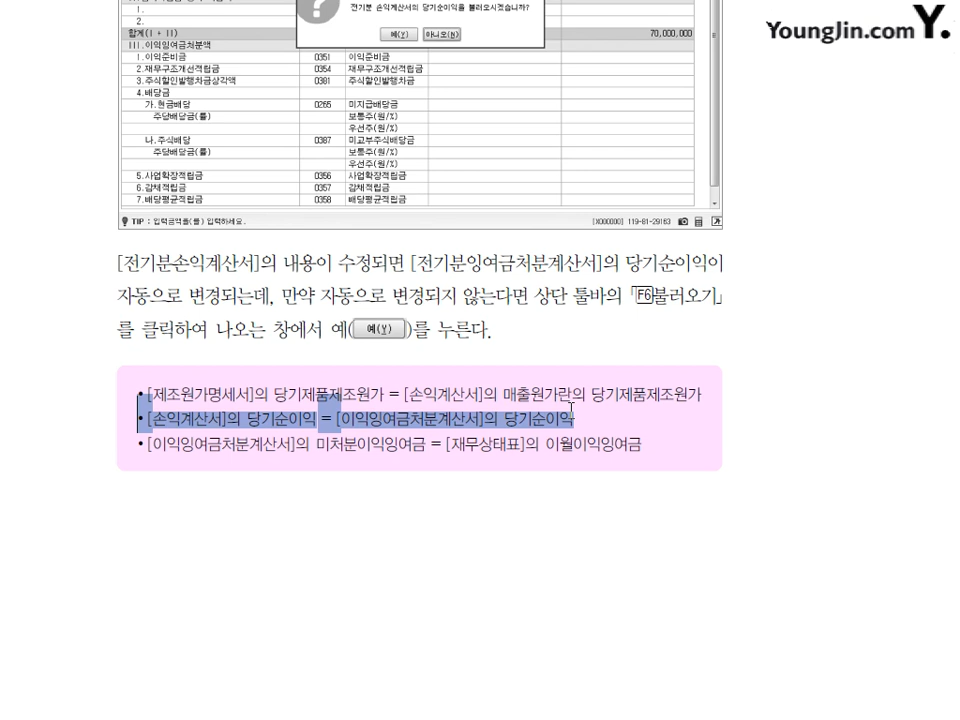 Younglin.com Y.
전기분 손익계산서의 당기순이익을 불러오시겠습니까?
예(Y) 아니오(N)
1.
2.
합계(I + II) 70,000,000
III.이익잉여금처분액
1.이익준비금 0351 이익준비금
2.재무구조개선적립금 0354 재무구조개선적립금
3.주식할인발행차금상각액 0381 주식할인발행차금
4.배당금
가.현금배당 0265 미지급배당금
주당배당금(률) 보통주(원/%)
우선주(원/%)
나.주식배당 0387 미교부주식배당금
주당배당금(률) 보통주(원/%)
우선주(원/%)
5.사업확장적립금 0356 사업확장적립금
6.감채적립금 0357 감채적립금
7.배당평균적립금 0358 배당평균적립금
TIP : 입력금액을(를) 입력하세요. [X000000] 119-81-29163
[전기분손익계산서]의 내용이 수정되면 [전기분잉여금처분계산서]의 당기순이익이
자동으로 변경되는데, 만약 자동으로 변경되지 않는다면 상단 툴바의 「F6불러오기」
를 클릭하여 나오는 창에서 예( 예(Y) )를 누른다.
• [제조원가명세서]의 당기제품제조원가 = [손익계산서]의 매출원가란의 당기제품제조원가
• [손익계산서]의 당기순이익 = [이익잉여금처분계산서]의 당기순이익
• [이익잉여금처분계산서]의 미처분이익잉여금 = [재무상태표]의 이월이익잉여금